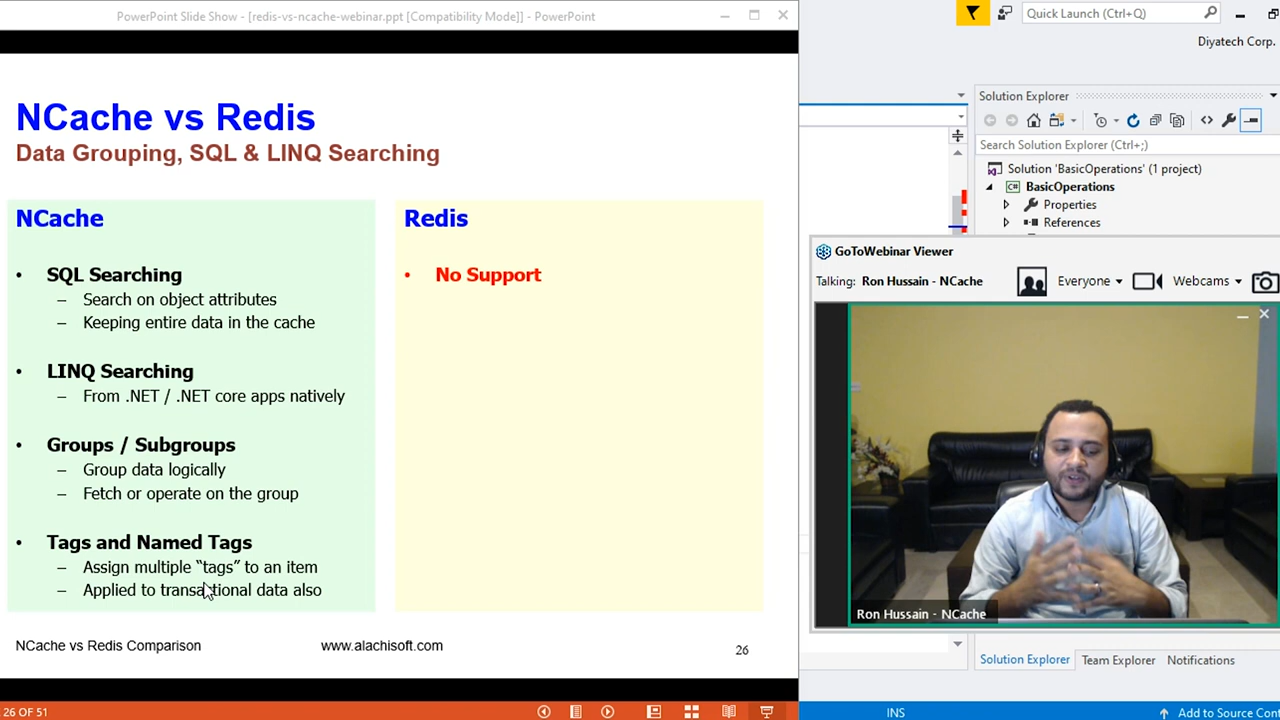 PowerPoint Slide Show - [redis-vs-ncache-webinar.ppt [Compatibility Mode]] - PowerPoint
NCache vs Redis
Data Grouping, SQL & LINQ Searching
NCache
• SQL Searching
– Search on object attributes
– Keeping entire data in the cache
• LINQ Searching
– From .NET / .NET core apps natively
• Groups / Subgroups
– Group data logically
– Fetch or operate on the group
• Tags and Named Tags
– Assign multiple “tags” to an item
– Applied to transactional data also
Redis
• No Support
NCache vs Redis Comparison
www.alachisoft.com
26
26 OF 51
Quick Launch (Ctrl+Q)
Diyatech Corp.
Solution Explorer
Search Solution Explorer (Ctrl+;)
Solution 'BasicOperations' (1 project)
C# BasicOperations
Properties
References
GoToWebinar Viewer
Talking: Ron Hussain - NCache
Everyone
Webcams
Ron Hussain - NCache
Solution Explorer
Team Explorer
Notifications
INS
Add to Source Cont